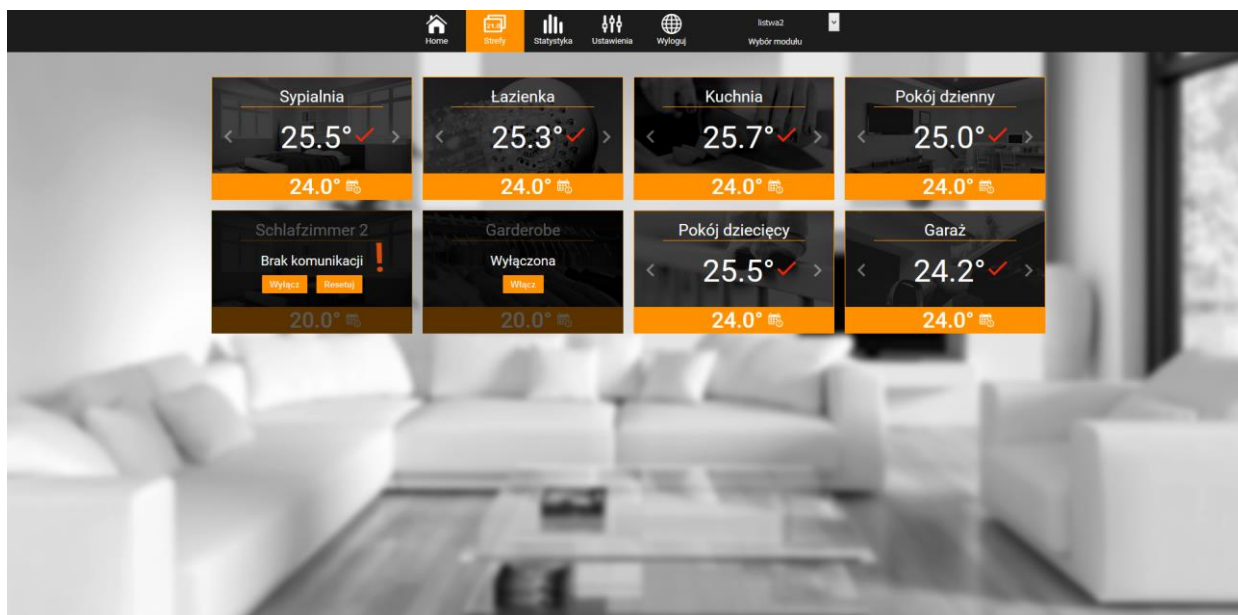 Home
21.0
Strefy
Statystyka
Ustawienia
Wyloguj
listwa2
Wybór modułu
Sypialnia
25.5°
24.0°
Łazienka
25.3°
24.0°
Kuchnia
25.7°
24.0°
Pokój dzienny
25.0°
24.0°
Schlafzimmer 2
Brak komunikacji !
Wyłącz Resetuj
20.0°
Garderobe
Wyłączona
Włącz
20.0°
Pokój dziecięcy
25.5°
24.0°
Garaż
24.2°
24.0°